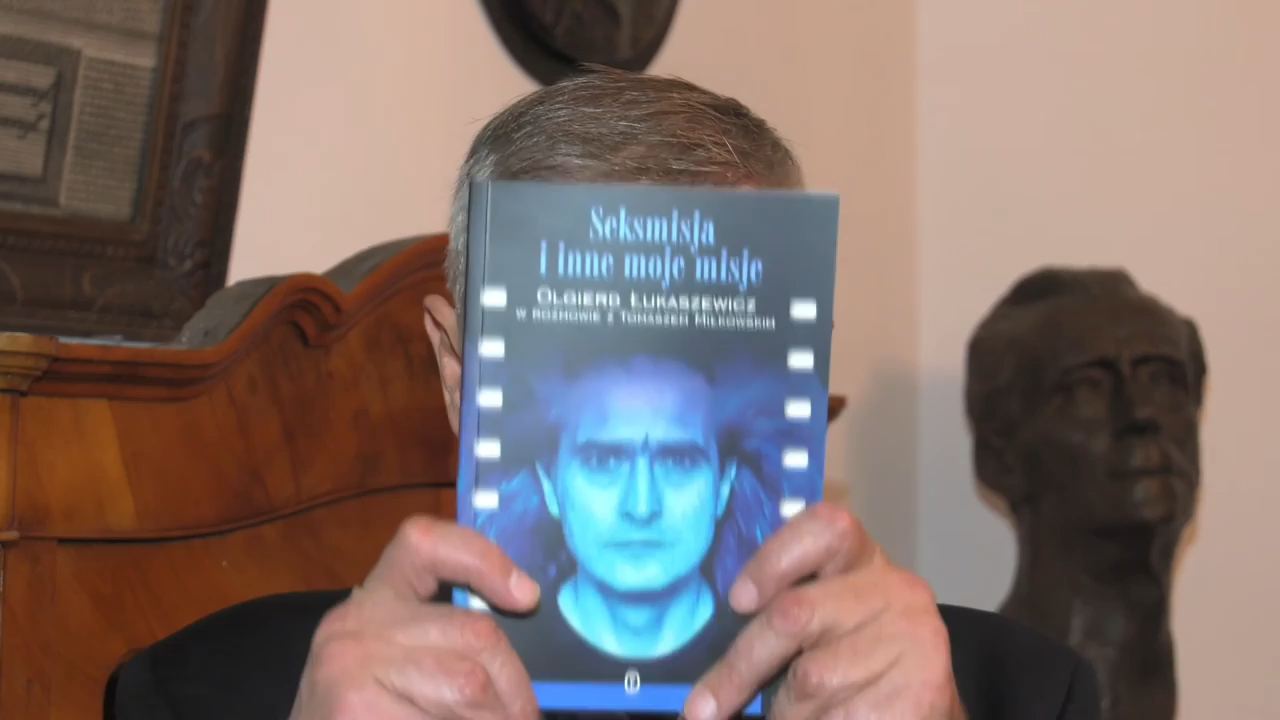 Seksmisja
i inne moje misje
Olgierd Łukaszewicz
w rozmowie z Tomaszem Miłkowskim